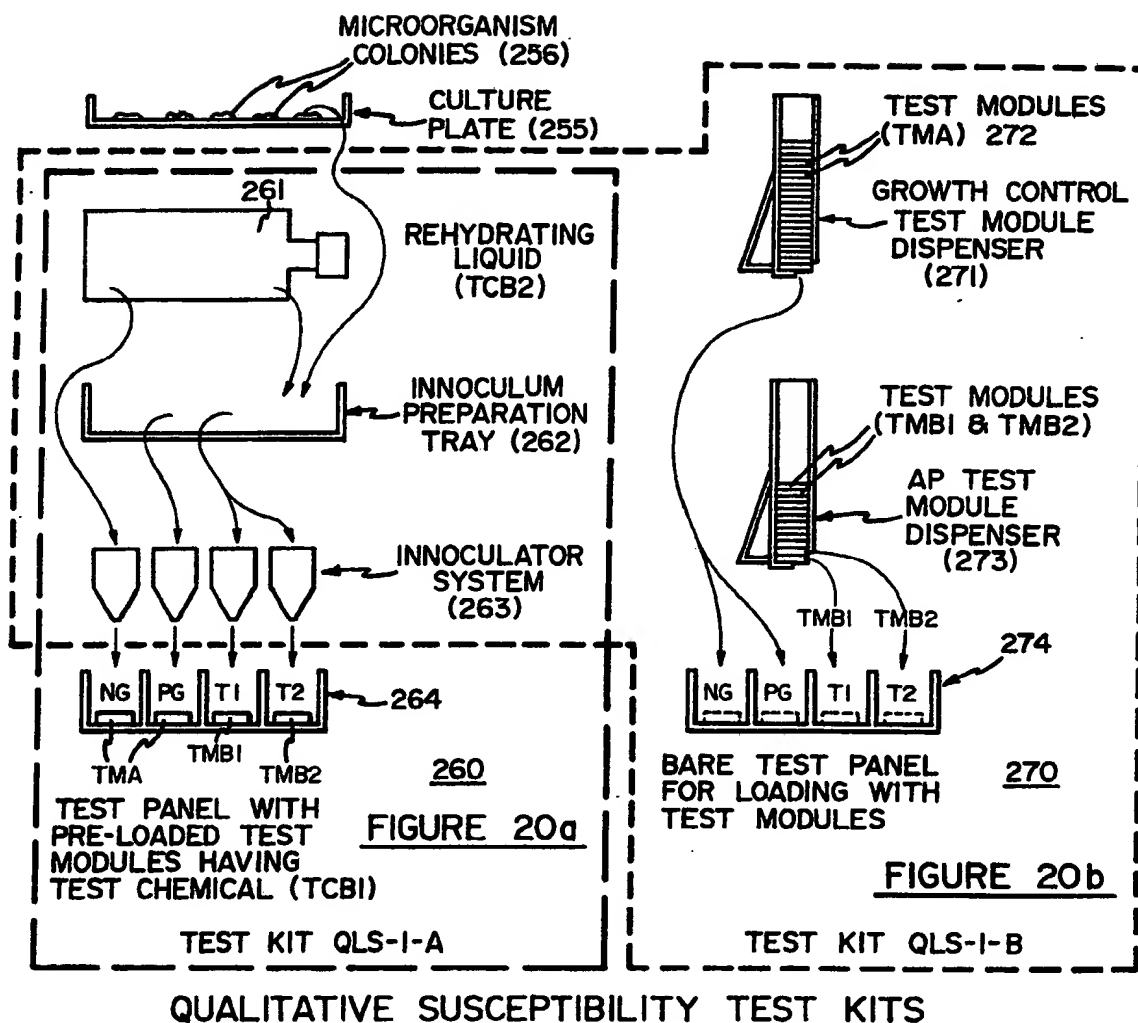 MICROORGANISM
COLONIES (256)
CULTURE
PLATE (255)
261
REHYDRATING
LIQUID
(TCB2)
INNOCULUM
PREPARATION
TRAY (262)
INNOCULATOR
SYSTEM
(263)
NG PG T1 T2
264
TMA
TMB1
TMB2
260
TEST PANEL WITH
PRE-LOADED TEST
MODULES HAVING
TEST CHEMICAL (TCB1)
FIGURE 20a
TEST KIT QLS-1-A
TEST MODULES
(TMA) 272
GROWTH CONTROL
TEST MODULE
DISPENSER
(271)
TEST MODULES
(TMB1 & TMB2)
AP TEST
MODULE
DISPENSER
(273)
TMB1
TMB2
274
NG PG T1 T2
BARE TEST PANEL
FOR LOADING WITH
TEST MODULES
270
FIGURE 20b
TEST KIT QLS-1-B
QUALITATIVE SUSCEPTIBILITY TEST KITS